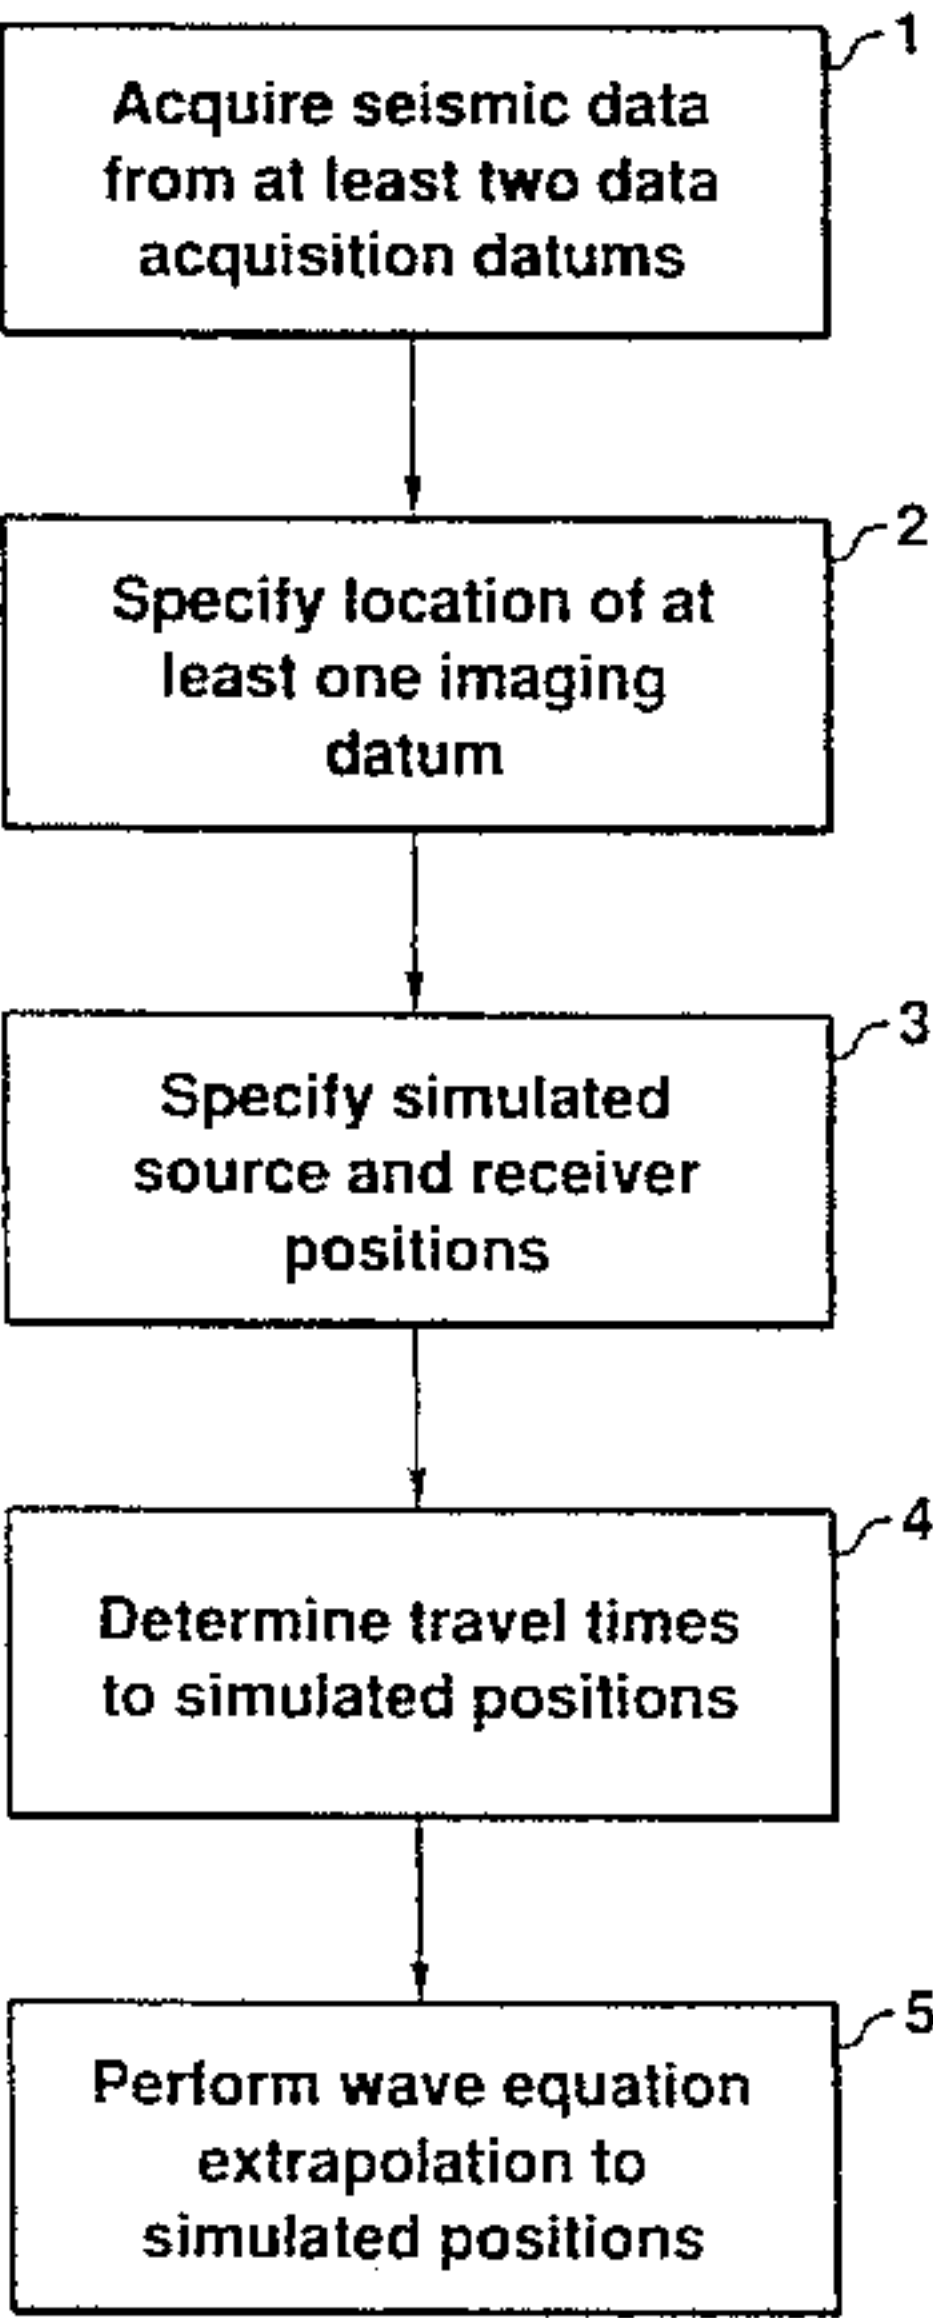 1
Acquire seismic data
from at least two data
acquisition datums
2
Specify location of at
least one imaging
datum
3
Specify simulated
source and receiver
positions
4
Determine travel times
to simulated positions
5
Perform wave equation
extrapolation to
simulated positions